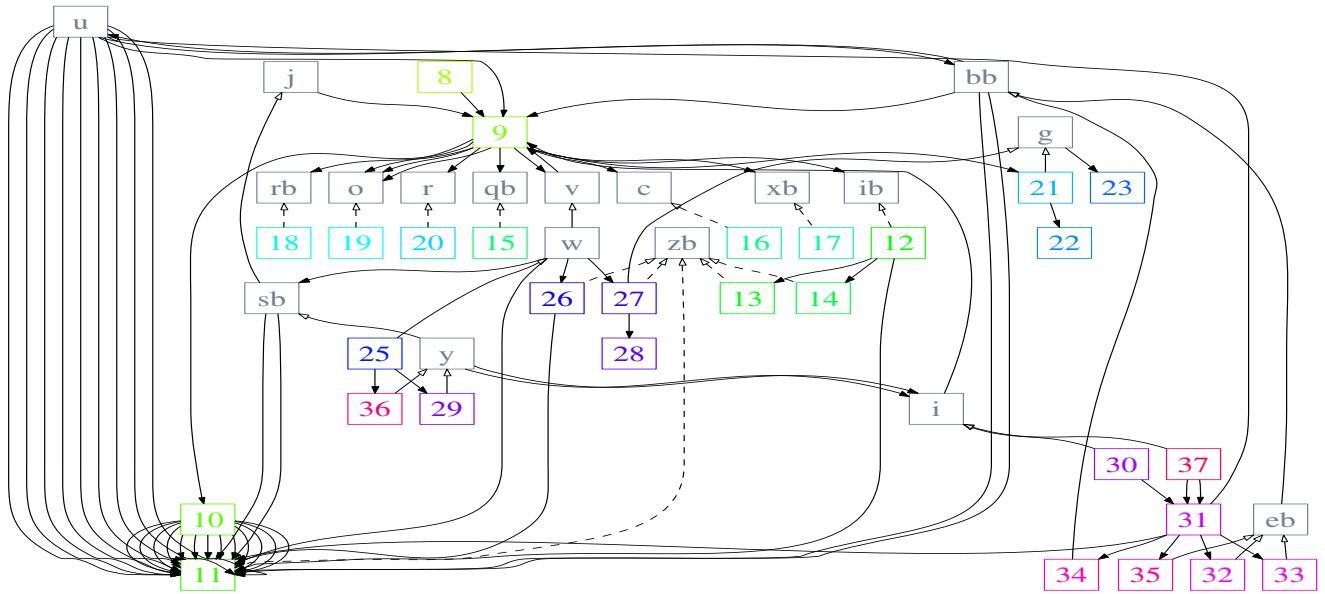 u
j 8 bb
9 g
rb o r qb v c xb ib 21 23
18 19 20 15 w zb 16 17 12 22
sb 26 27 13 14
25 y 28
36 29 i
30 37
10 31 eb
11 34 35 32 33